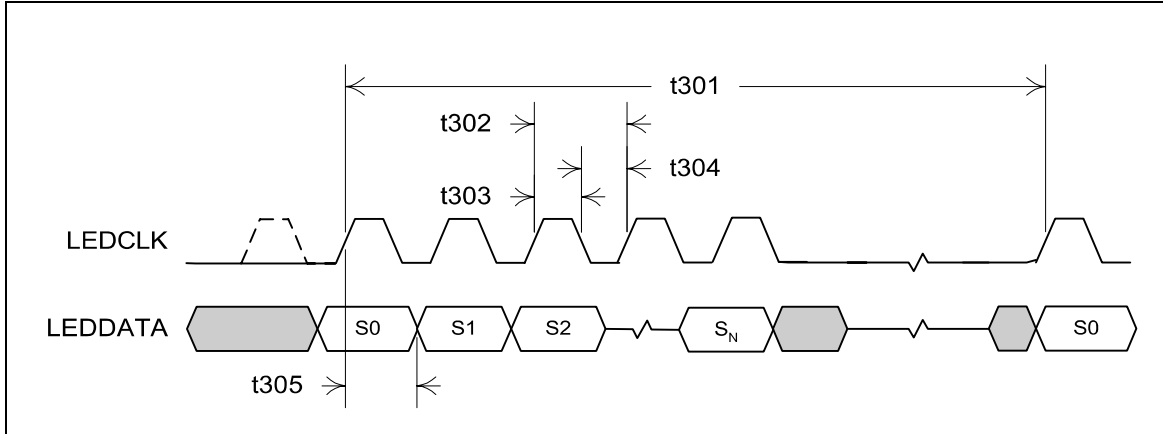 t301
t302
t304
t303
LEDCLK
LEDDATA
S0 S1 S2 SN S0
t305